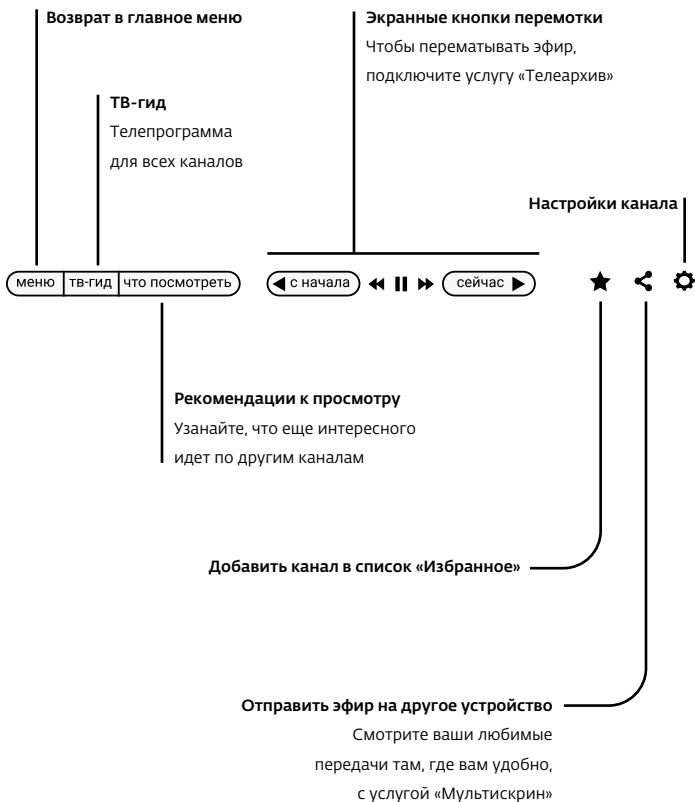 Возврат в главное меню
Экранные кнопки перемотки
Чтобы перематывать эфир,
подключите услугу «Телеархив»
ТВ-гид
Телепрограмма
для всех каналов
Настройки канала
меню тв-гид что посмотреть с начала сейчас
Рекомендации к просмотру
Узанайте, что еще интересного
идет по другим каналам
Добавить канал в список «Избранное»
Отправить эфир на другое устройство
Смотрите ваши любимые
передачи там, где вам удобно,
с услугой «Мультискрин»